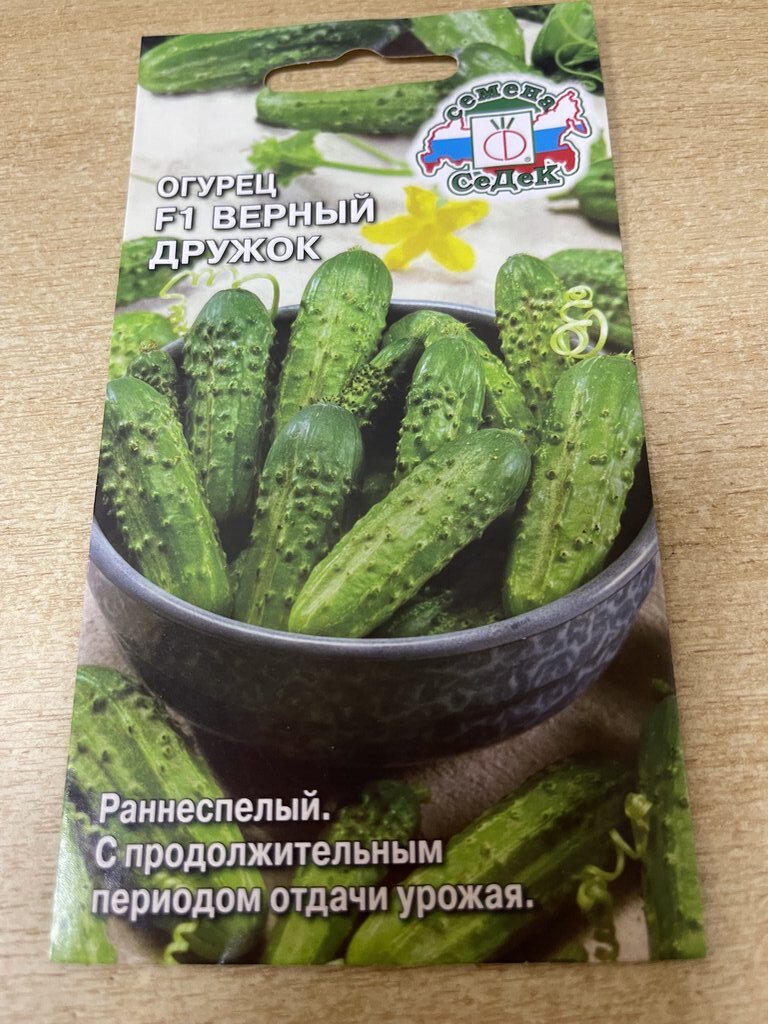 семена
СеДеК
ОГУРЕЦ
F1 ВЕРНЫЙ
ДРУЖОК
Раннеспелый.
С продолжительным
периодом отдачи урожая.